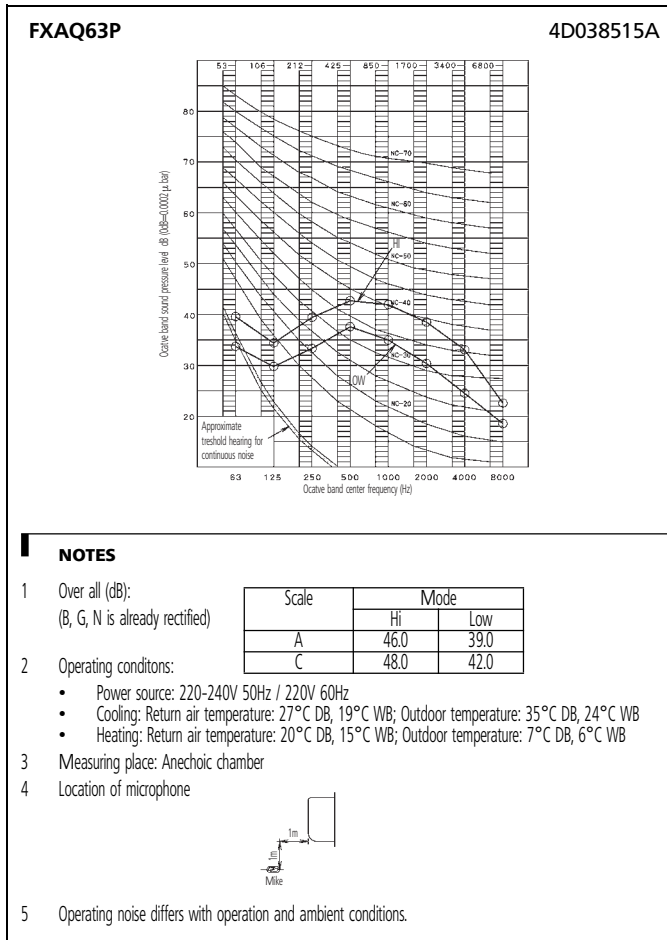 FXAQ63P 4D038515A
53 106 212 425 850 1700 3400 6800
80
70
60
50
40
30
20
Ocatve band sound pressure level dB (0dB=0.0002 µ bar)
NC-70
NC-60
HI
NC-50
NC-40
NC-30
LOW
NC-20
Approximate
treshold hearing for
continuous noise
63 125 250 500 1000 2000 4000 8000
Ocatve band center frequency (Hz)
NOTES
1 Over all (dB):
(B, G, N is already rectified)
Scale Mode
Hi Low
A 46.0 39.0
C 48.0 42.0
2 Operating conditons:
• Power source: 220-240V 50Hz / 220V 60Hz
• Cooling: Return air temperature: 27°C DB, 19°C WB; Outdoor temperature: 35°C DB, 24°C WB
• Heating: Return air temperature: 20°C DB, 15°C WB; Outdoor temperature: 7°C DB, 6°C WB
3 Measuring place: Anechoic chamber
4 Location of microphone
1m
1m
Mike
5 Operating noise differs with operation and ambient conditions.